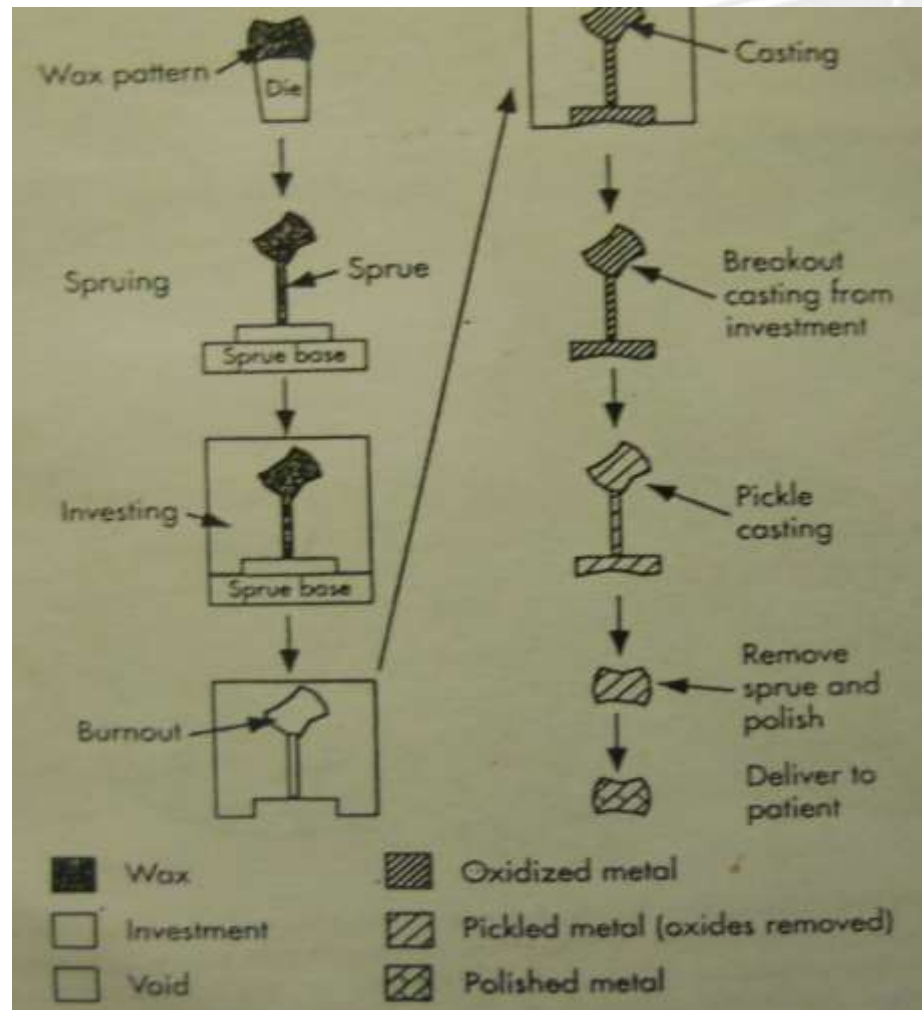 Wax pattern
Die
Spruing
Sprue
Sprue base
Investing
Sprue base
Burnout
Casting
Breakout
casting from
investment
Pickle
casting
Remove
sprue and
polish
Deliver to
patient
Wax
Investment
Void
Oxidized metal
Pickled metal (oxides removed)
Polished metal